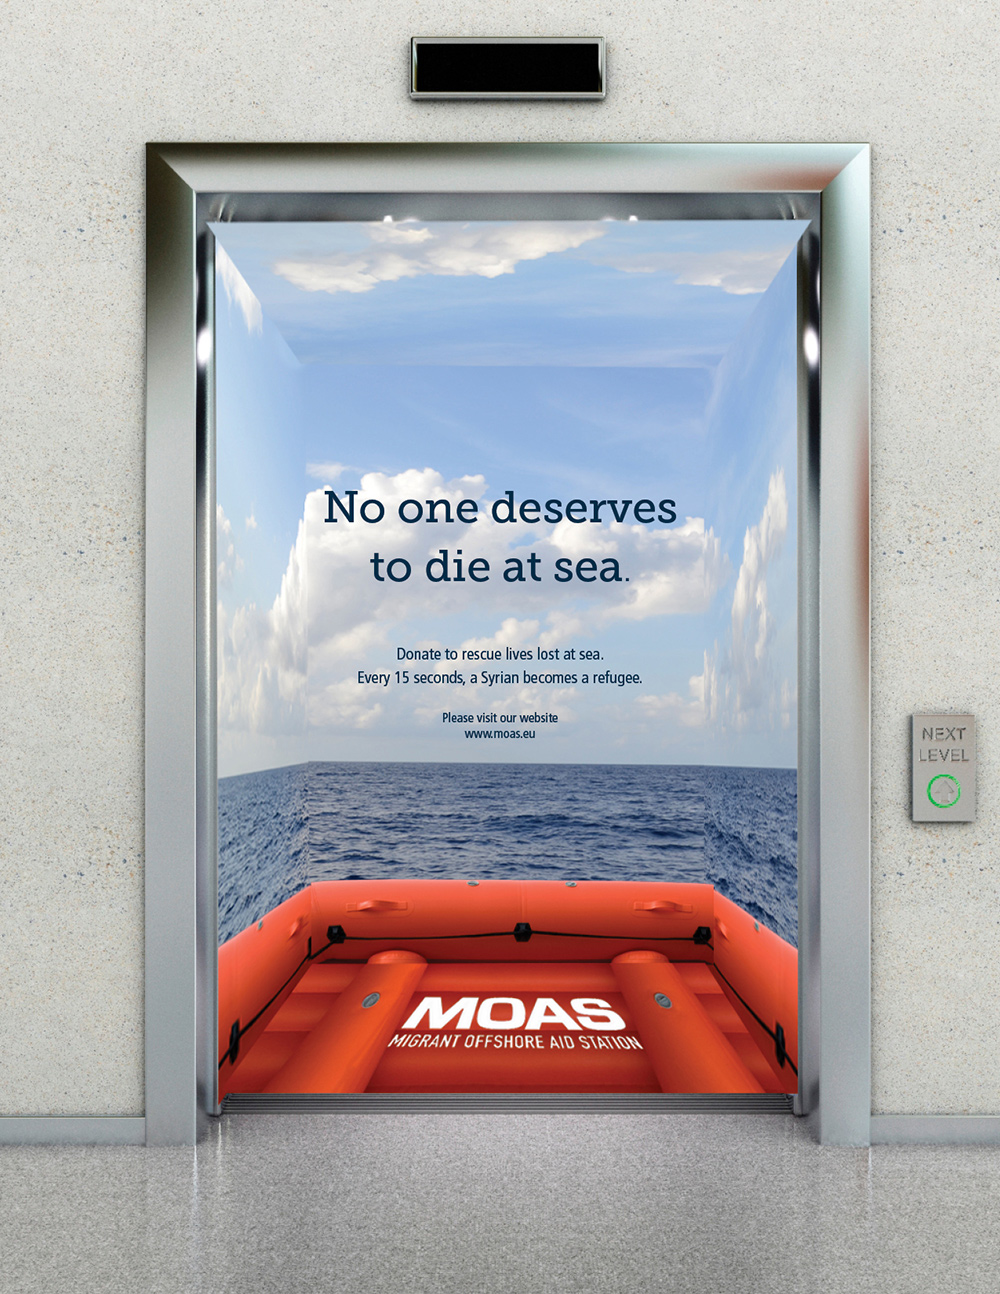 No one deserves
to die at sea.
Donate to rescue lives lost at sea.
Every 15 seconds, a Syrian becomes a refugee.
Please visit our website
www.moas.eu
NEXT
LEVEL
MOAS
MIGRANT OFFSHORE AID STATION